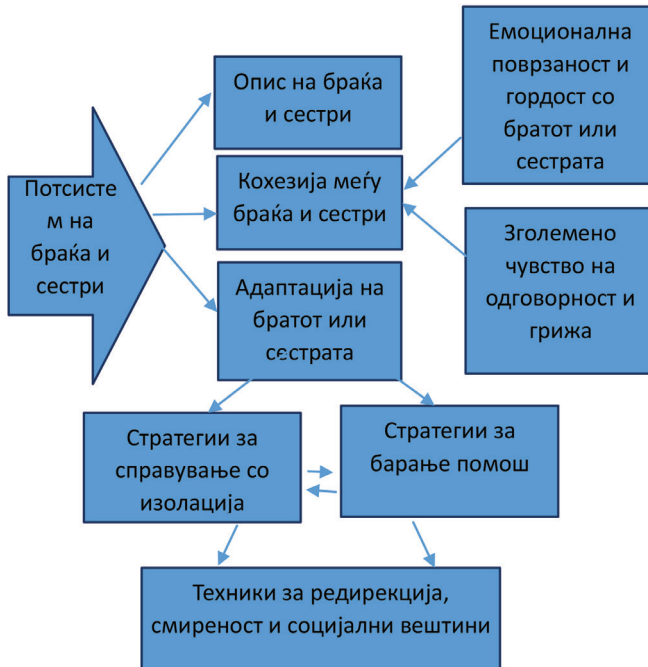 Потсисте
м на
браќа и
сестри
Опис на браќа
и сестри
Кохезија меѓу
браќа и сестри
Адаптација на
братот или
сестрата
Емоционална
поврзаност и
гордост со
братот или
сестрата
Зголемено
чувство на
одговорност и
грижа
Стратегии за
справување со
изолација
Стратегии за
барање помош
Техники за редирекција,
смиреност и социјални вештини